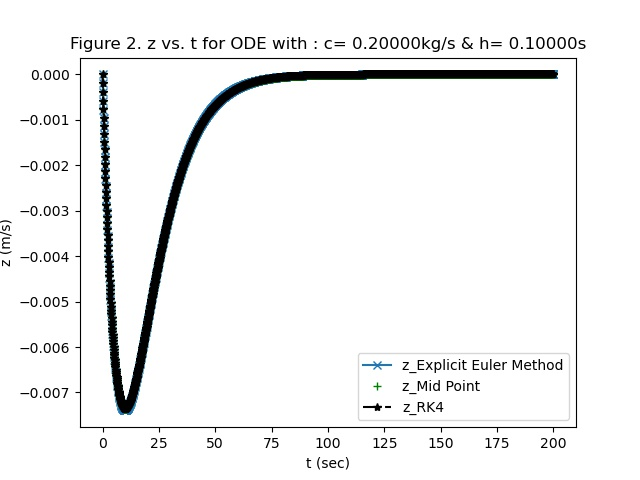 Figure 2. z vs. t for ODE with : c= 0.20000kg/s & h= 0.10000s
0.000
−0.001
−0.002
−0.003
−0.004
−0.005
−0.006
−0.007
z (m/s)
z_Explicit Euler Method
z_Mid Point
z_RK4
0 25 50 75 100 125 150 175 200
t (sec)